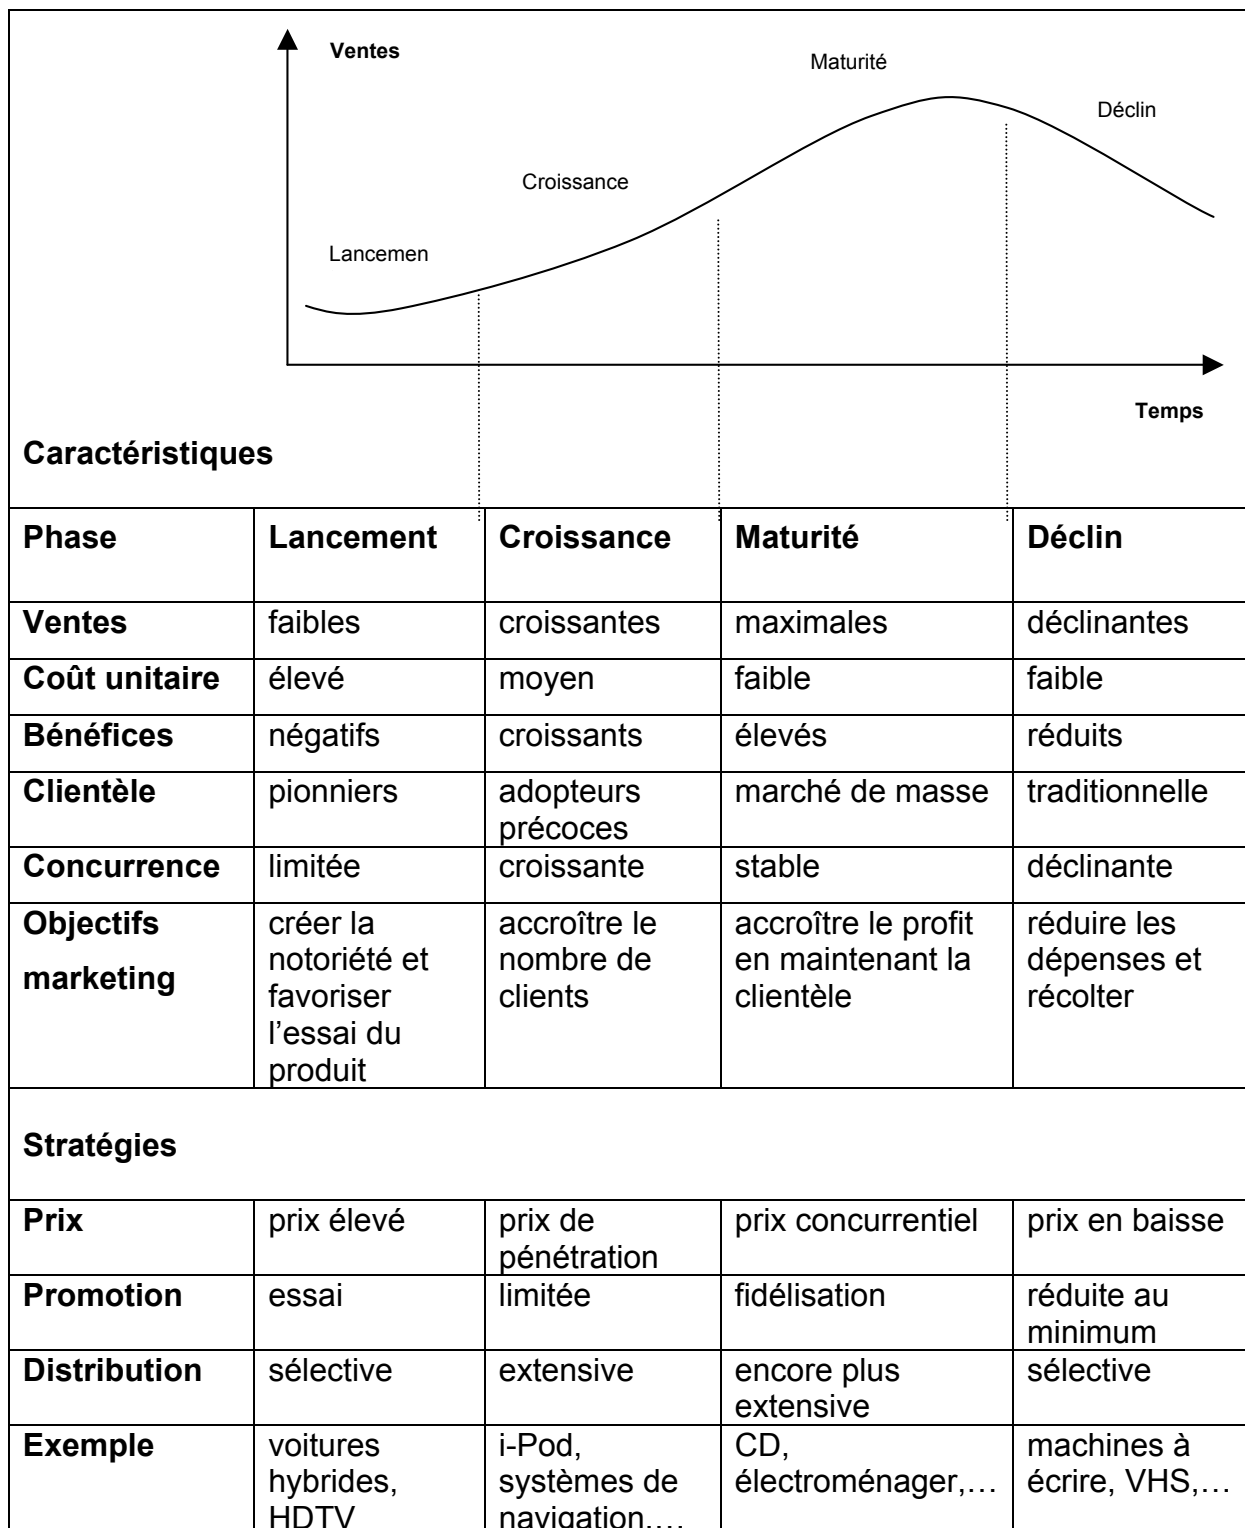 Ventes
Maturité
Déclin
Croissance
Lancemen
Temps
Caractéristiques
Phase Lancement Croissance Maturité Déclin
Ventes faibles croissantes maximales déclinantes
Coût unitaire élevé moyen faible faible
Bénéfices négatifs croissants élevés réduits
Clientèle pionniers adopteurs marché de masse traditionnelle
précoces
Concurrence limitée croissante stable déclinante
Objectifs créer la accroître le accroître le profit réduire les
marketing notoriété et nombre de en maintenant la dépenses et
favoriser clients clientèle récolter
l’essai du
produit
Stratégies
Prix prix élevé prix de prix concurrentiel prix en baisse
pénétration
Promotion essai limitée fidélisation réduite au
minimum
Distribution sélective extensive encore plus sélective
extensive
Exemple voitures i-Pod, CD, machines à
hybrides, systèmes de électroménager,… écrire, VHS,…
HDTV navigation,…